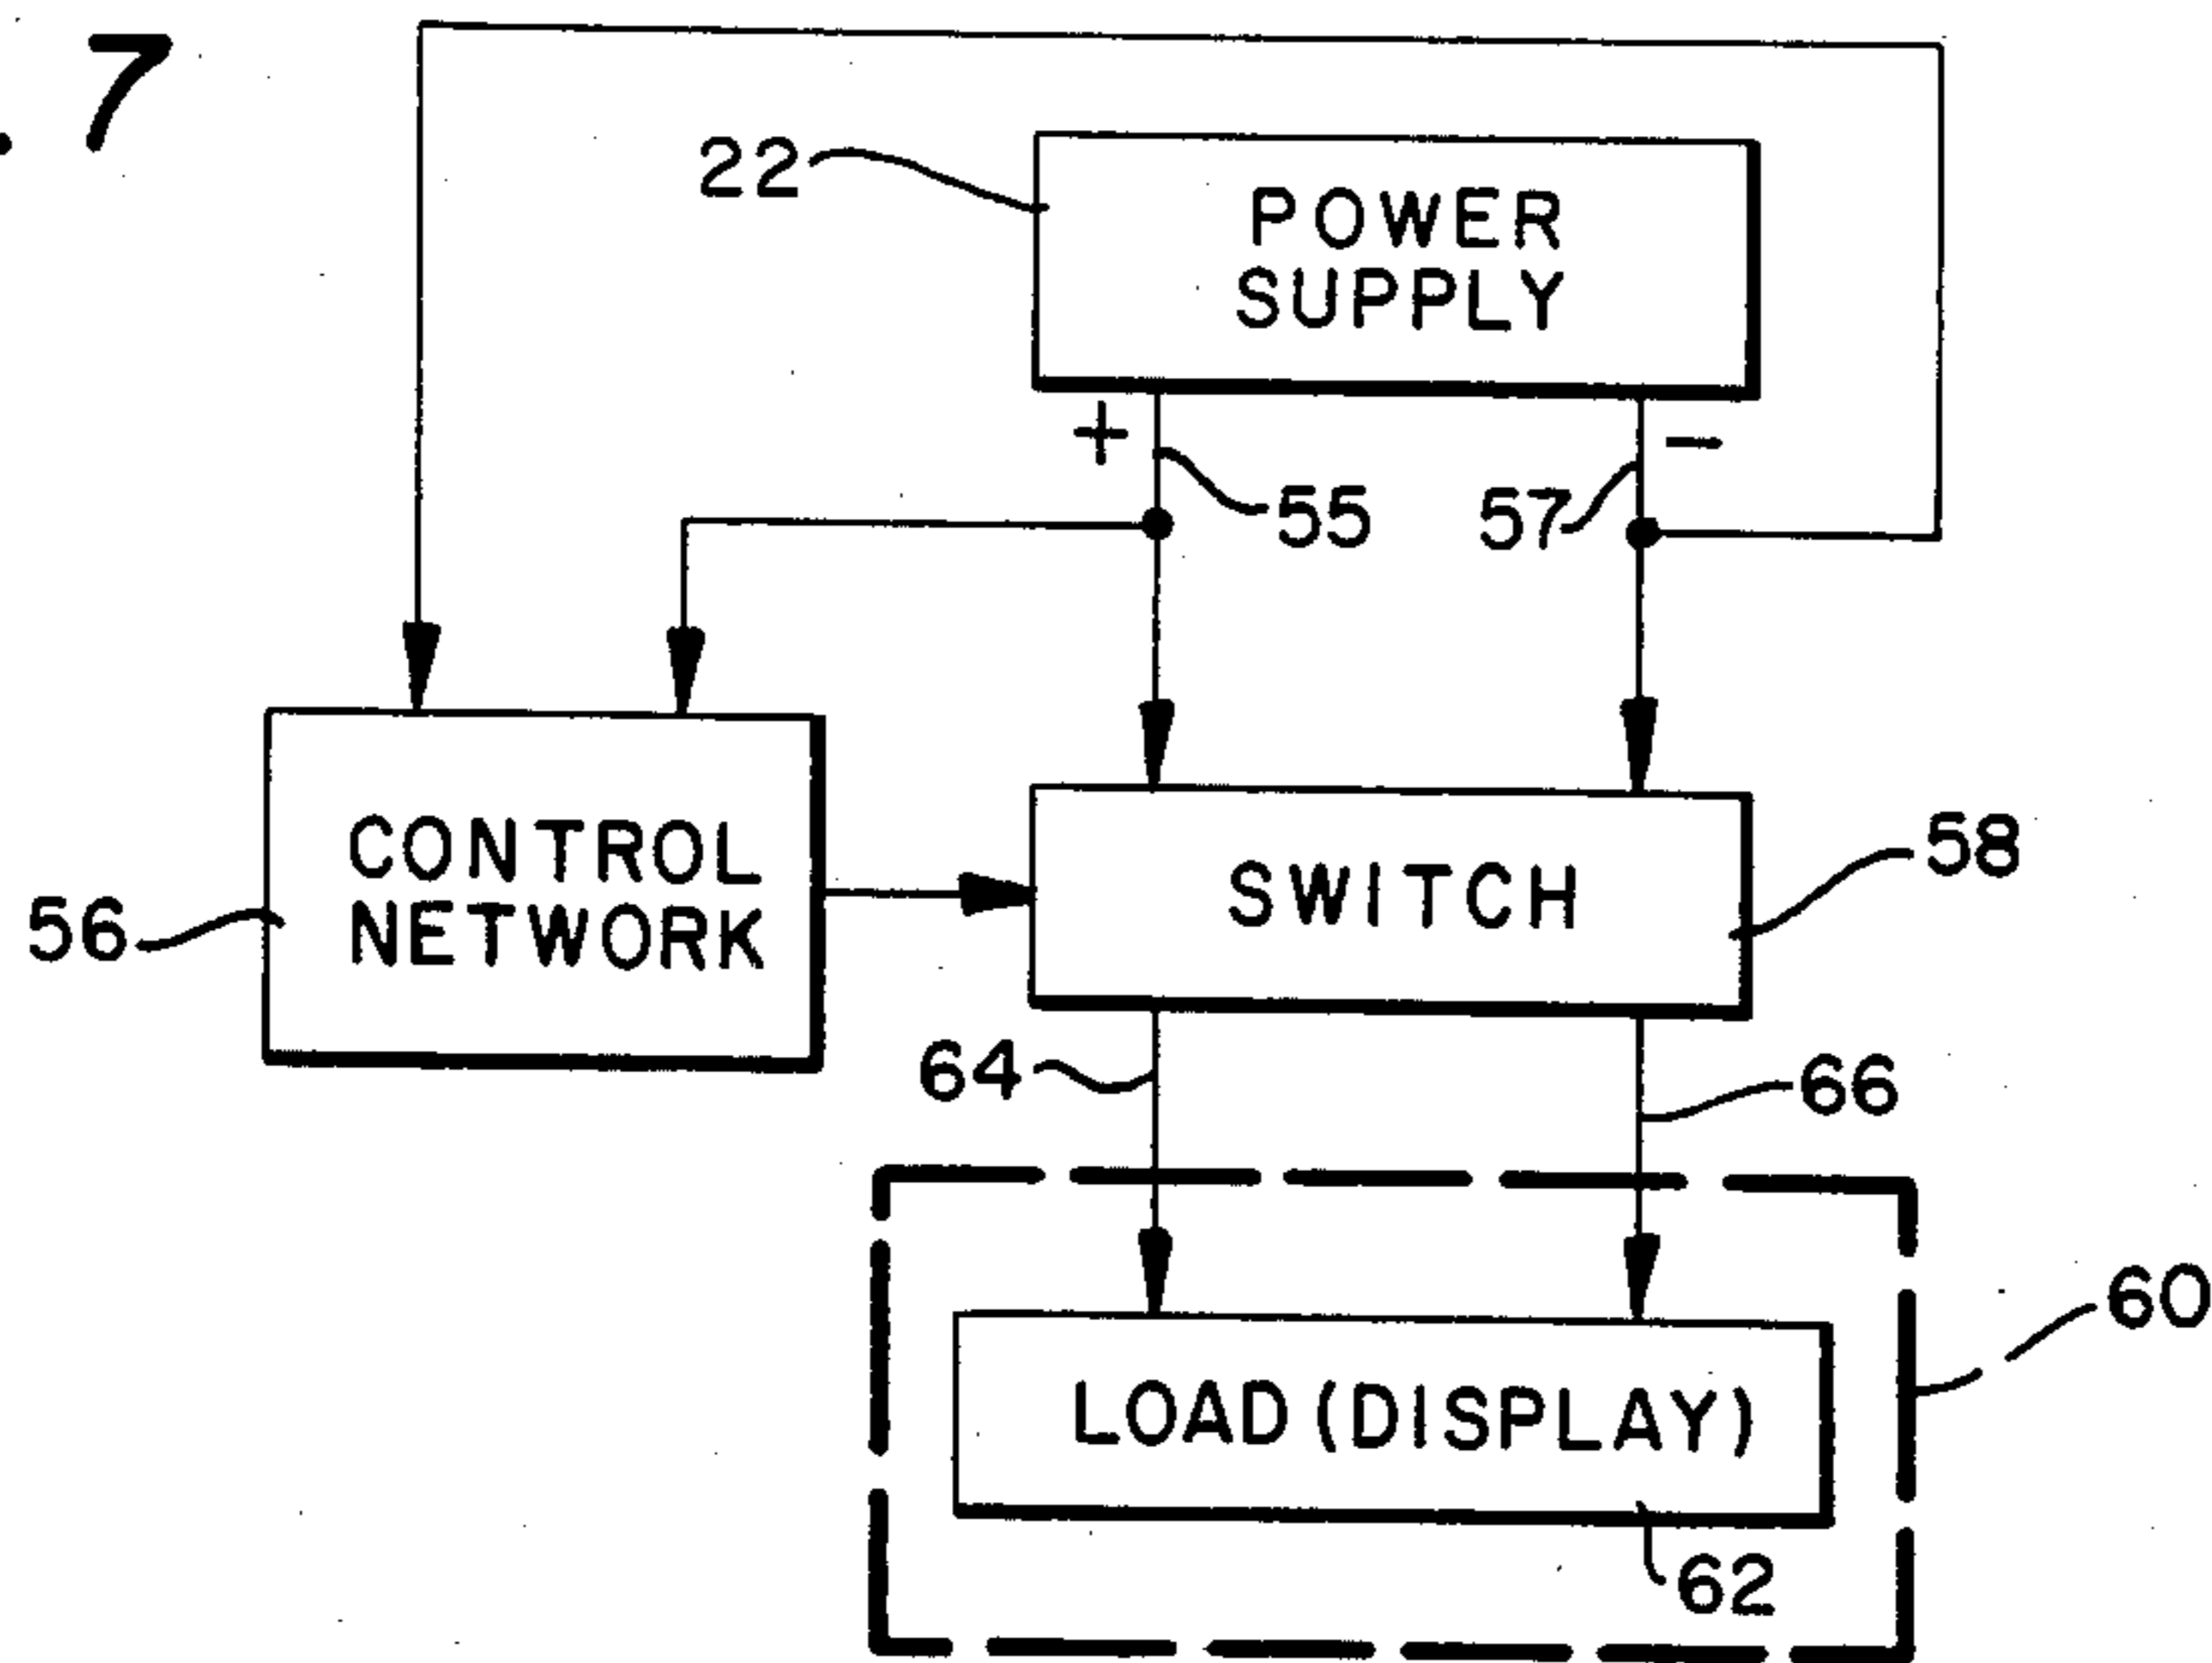 . 7
22
POWER
SUPPLY
+
-
55
57
CONTROL
NETWORK
56
SWITCH
58
64
66
60
LOAD (DISPLAY)
62